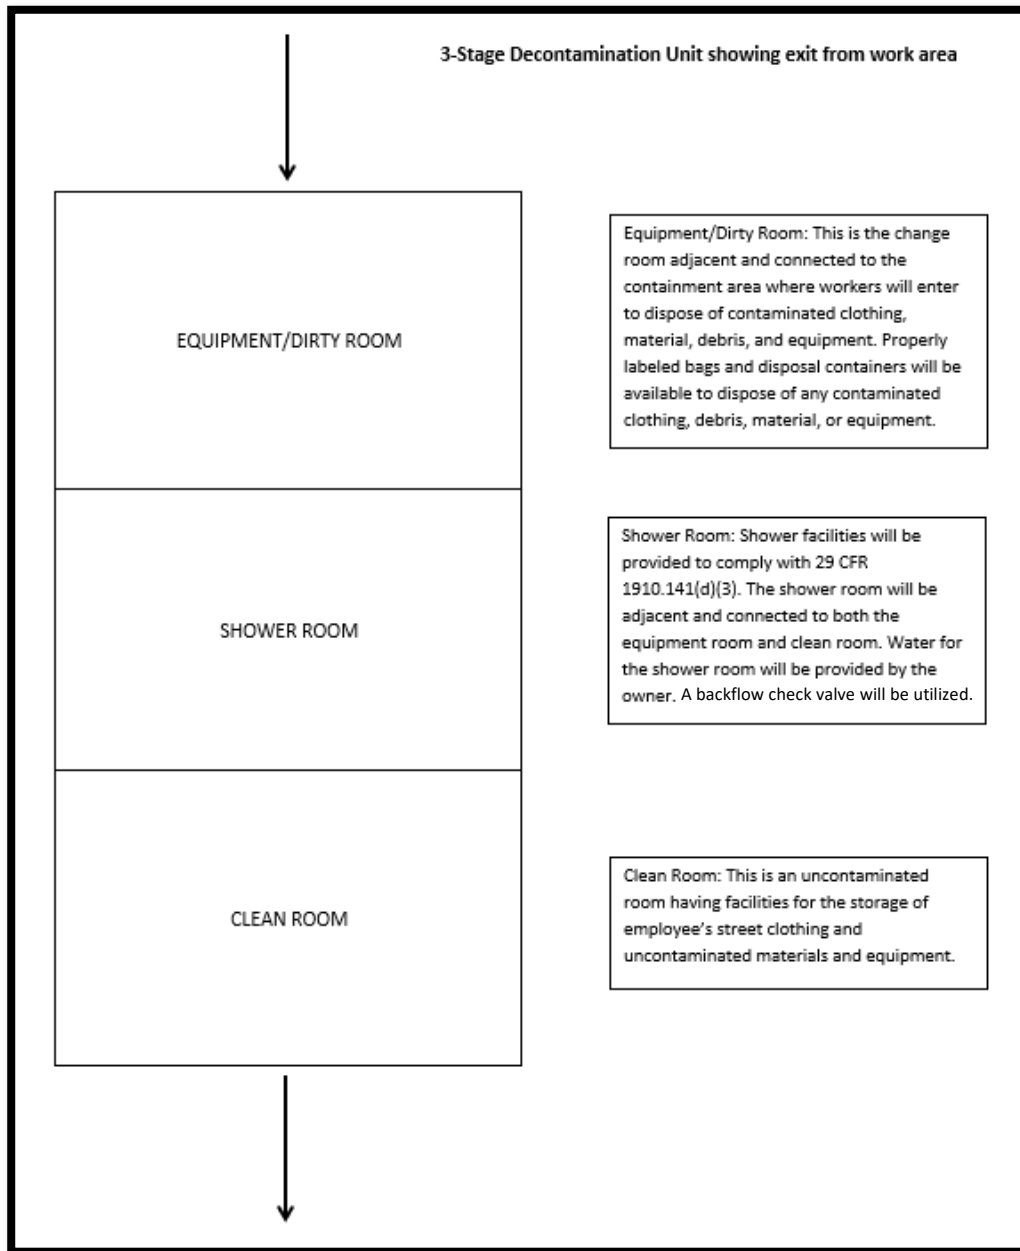 3-Stage Decontamination Unit showing exit from work area
EQUIPMENT/DIRTY ROOM
Equipment/Dirty Room: This is the change
room adjacent and connected to the
containment area where workers will enter
to dispose of contaminated clothing,
material, debris, and equipment. Properly
labeled bags and disposal containers will be
available to dispose of any contaminated
clothing, debris, material, or equipment.
SHOWER ROOM
Shower Room: Shower facilities will be
provided to comply with 29 CFR
1910.141(d)(3). The shower room will be
adjacent and connected to both the
equipment room and clean room. Water for
the shower room will be provided by the
owner. A backflow check valve will be utilized.
CLEAN ROOM
Clean Room: This is an uncontaminated
room having facilities for the storage of
employee's street clothing and
uncontaminated materials and equipment.